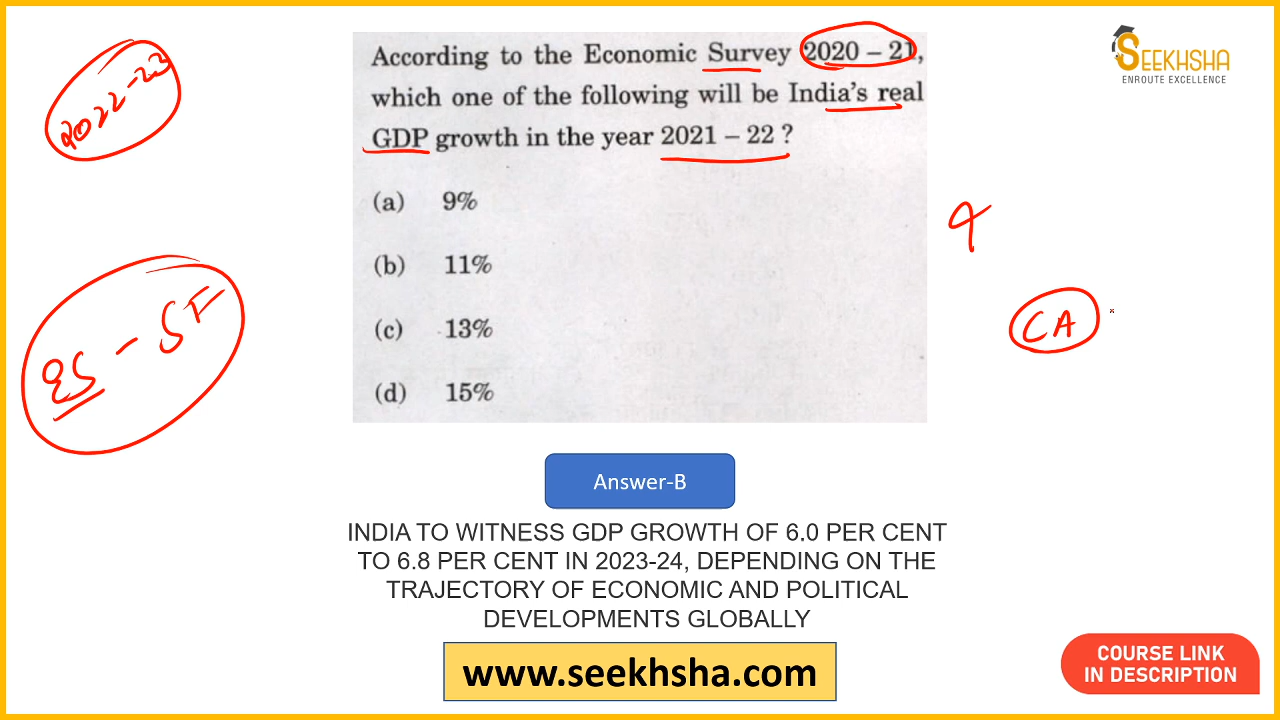 2022-23
According to the Economic Survey 2020 – 21,
which one of the following will be India's real
GDP growth in the year 2021 – 22 ?
(a) 9%
(b) 11%
(c) 13%
(d) 15%
SEEKHSHA
ENROUTE EXCELLENCE
CA
Answer-B
INDIA TO WITNESS GDP GROWTH OF 6.0 PER CENT
TO 6.8 PER CENT IN 2023-24, DEPENDING ON THE
TRAJECTORY OF ECONOMIC AND POLITICAL
DEVELOPMENTS GLOBALLY
www.seekhsha.com
COURSE LINK
IN DESCRIPTION